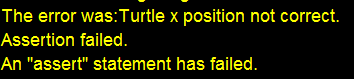 The error was:Turtle x position not correct.
Assertion failed.
An "assert" statement has failed.